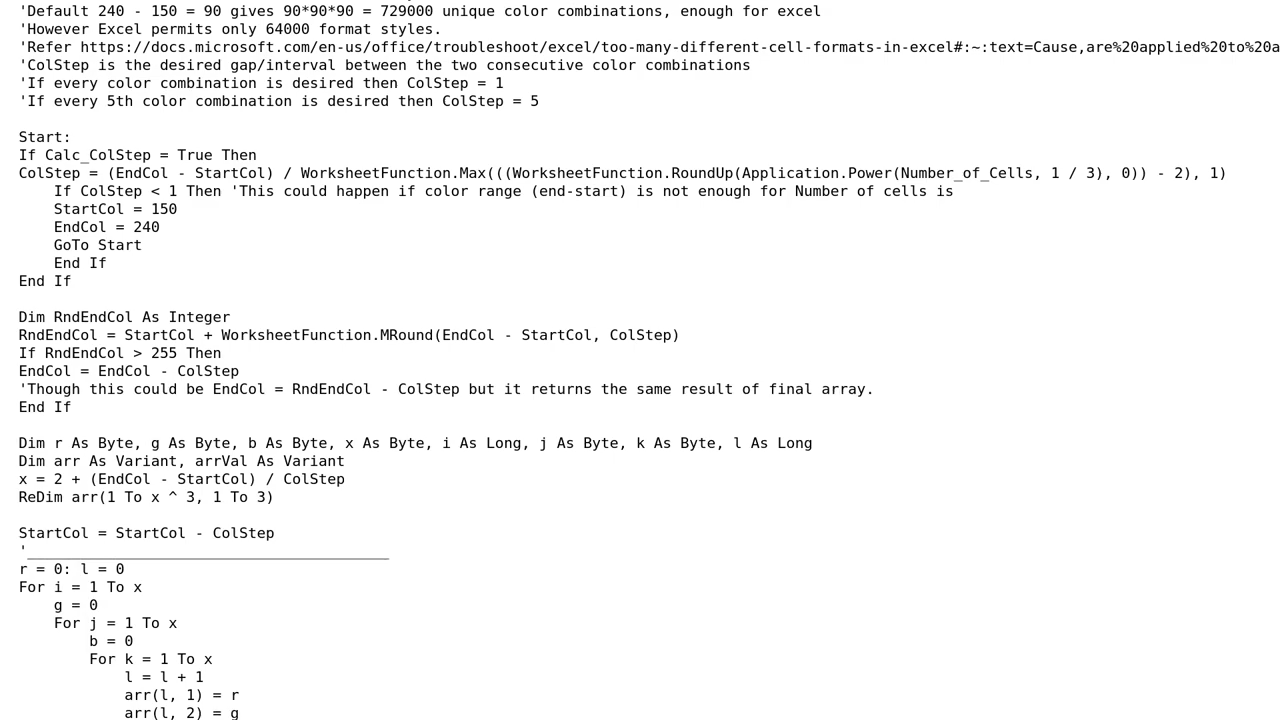 'Default 240 - 150 = 90 gives 90*90*90 = 729000 unique color combinations, enough for excel
'However Excel permits only 64000 format styles.
'Refer https://docs.microsoft.com/en-us/office/troubleshoot/excel/too-many-different-cell-formats-in-excel#:~:text=Cause,are%20applied%20to%20a
'ColStep is the desired gap/interval between the two consecutive color combinations
'If every color combination is desired then ColStep = 1
'If every 5th color combination is desired then ColStep = 5

Start:
If Calc_ColStep = True Then
ColStep = (EndCol - StartCol) / WorksheetFunction.Max(((WorksheetFunction.RoundUp(Application.Power(Number_of_Cells, 1 / 3), 0)) - 2), 1)
    If ColStep < 1 Then 'This could happen if color range (end-start) is not enough for Number of cells is
    StartCol = 150
    EndCol = 240
    GoTo Start
    End If
End If

Dim RndEndCol As Integer
RndEndCol = StartCol + WorksheetFunction.MRound(EndCol - StartCol, ColStep)
If RndEndCol > 255 Then
EndCol = EndCol - ColStep
'Though this could be EndCol = RndEndCol - ColStep but it returns the same result of final array.
End If

Dim r As Byte, g As Byte, b As Byte, x As Byte, i As Long, j As Byte, k As Byte, l As Long
Dim arr As Variant, arrVal As Variant
x = 2 + (EndCol - StartCol) / ColStep
ReDim arr(1 To x ^ 3, 1 To 3)

StartCol = StartCol - ColStep
'_________________________________________
r = 0: l = 0
For i = 1 To x
    g = 0
    For j = 1 To x
        b = 0
        For k = 1 To x
            l = l + 1
            arr(l, 1) = r
            arr(l, 2) = g